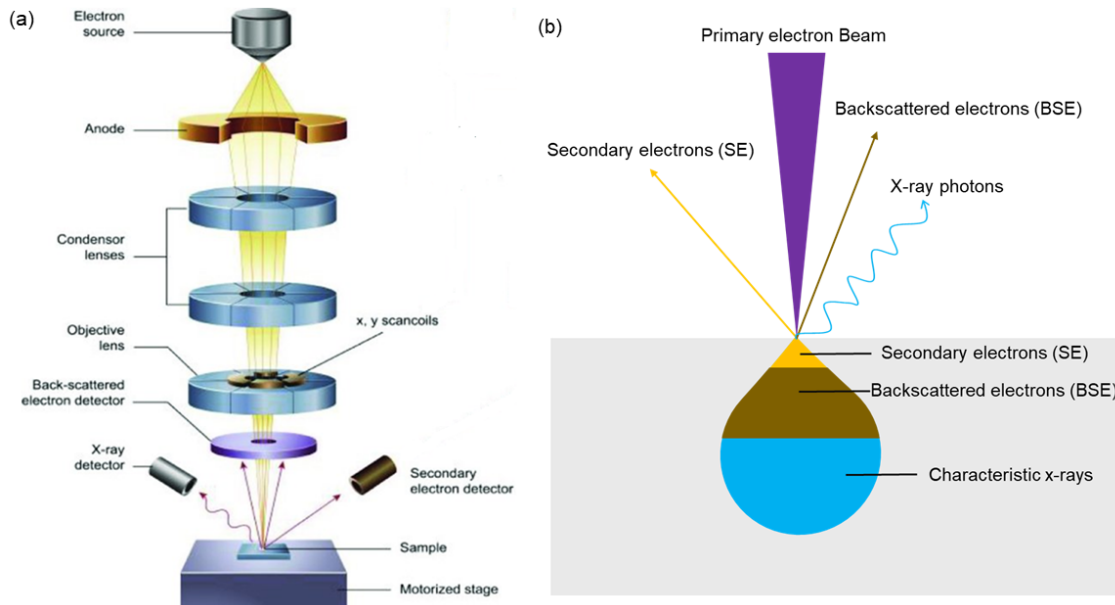 (a)
Electron
source
Anode
Condensor
lenses
x, y scancoils
Objective
lens
Back-scattered
electron detector
X-ray
detector
Secondary
electron detector
Sample
Motorized stage
(b)
Primary electron Beam
Backscattered electrons (BSE)
Secondary electrons (SE)
X-ray photons
Secondary electrons (SE)
Backscattered electrons (BSE)
Characteristic x-rays